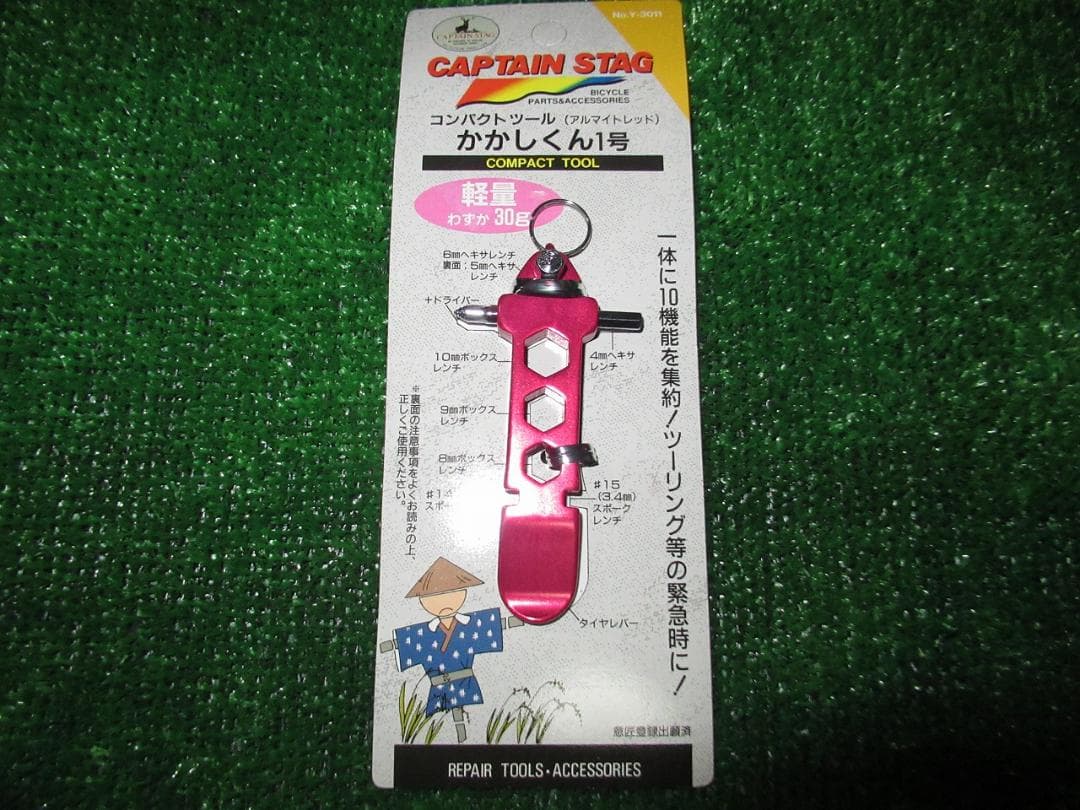 No.Y-3011
CAPTAIN STAG
CAPTAIN STAG
BICYCLE
PARTS&ACCESSORIES
コンパクトツール（アルマイトレッド）
かかしくん1号
COMPACT TOOL
軽量
わずか30g
一体に10機能を集約!ツーリング等の緊急時に!
6mmヘキサレンチ
裏面：5mmヘキサ
レンチ
+ドライバー
4mmヘキサ
レンチ
10mmボックス
レンチ
9mmボックス
レンチ
8mmボックス
レンチ
#14
スポー
#15
(3.4mm)
スポーク
レンチ
※裏面の注意事項をよくお読みの上、
正しくご使用ください。
タイヤレバー
意匠登録出願済
REPAIR TOOLS・ACCESSORIES